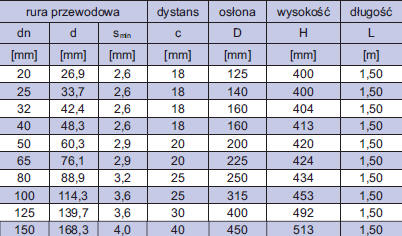 rura przewodowa dystans osłona wysokość długość
dn d smin c D H L
[mm] [mm] [mm] [mm] [mm] [mm] [m]
20 26,9 2,6 18 125 400 1,50
25 33,7 2,6 18 140 400 1,50
32 42,4 2,6 18 160 404 1,50
40 48,3 2,6 18 160 413 1,50
50 60,3 2,9 20 200 420 1,50
65 76,1 2,9 20 225 424 1,50
80 88,9 3,2 25 250 434 1,50
100 114,3 3,6 25 315 453 1,50
125 139,7 3,6 30 400 492 1,50
150 168,3 4,0 40 450 513 1,50